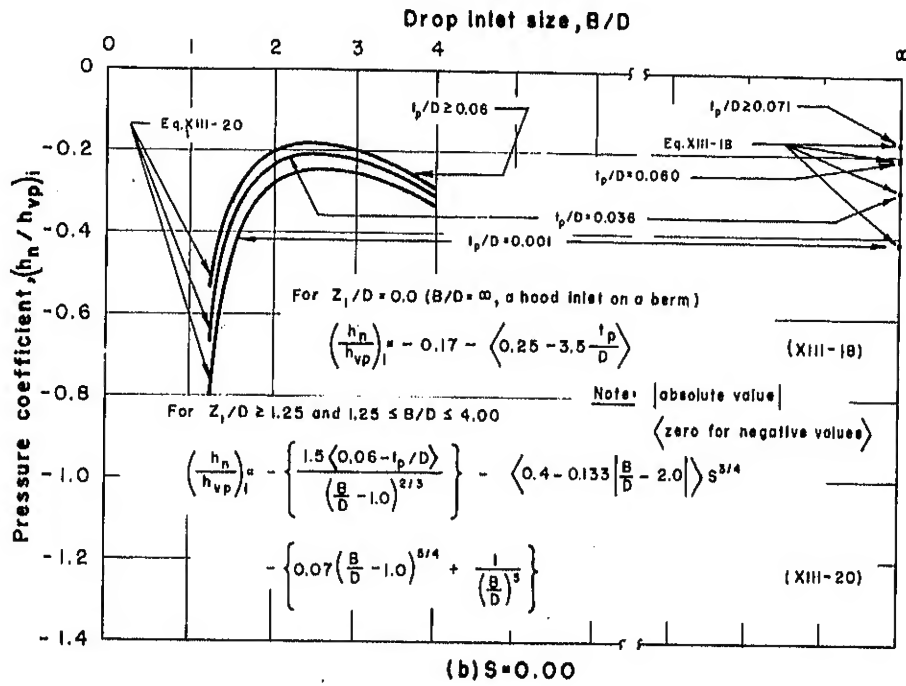 Drop inlet size, B/D
0 1 2 3 4 ∝
Pressure coefficient, (hn/hvp)i
0
-0.2
-0.4
-0.6
-0.8
-1.0
-1.2
-1.4
Eq. XIII-20
tp/D ≥ 0.06
tp/D ≥ 0.071
Eq. XIII-18
tp/D = 0.060
tp/D = 0.036
tp/D = 0.001
For Z1/D = 0.0 (B/D = ∞, a hood inlet on a berm)
(hn/hvp)i = - 0.17 - ⟨0.25 - 3.5 tp/D⟩ (XIII-18)
Note: |absolute value|
⟨zero for negative values⟩
For Z1/D ≥ 1.25 and 1.25 ≤ B/D ≤ 4.00
(hn/hvp)i = - {1.5⟨0.06 - tp/D⟩ / (B/D - 1.0)^2/3} - ⟨0.4 - 0.133 |B/D - 2.0|⟩ S^3/4
- {0.07 (B/D - 1.0)^5/4 + 1/(B/D)^5} (XIII-20)
(b) S = 0.00